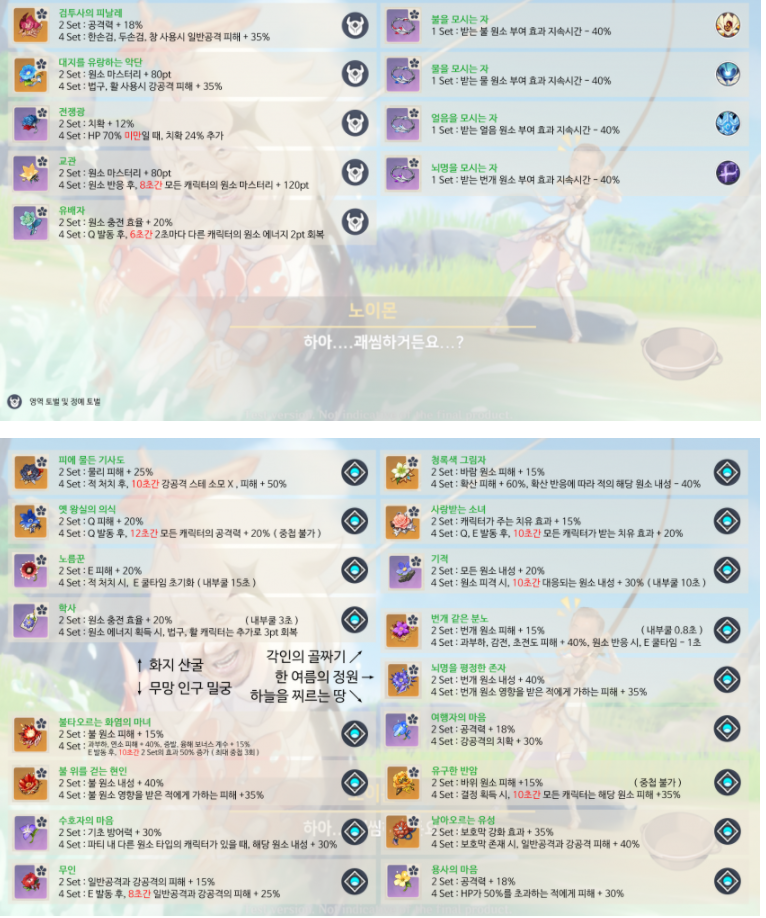 검투사의 피날레
2 Set : 공격력 + 18%
4 Set : 한손검, 두손검, 창 사용시 일반공격 피해 + 35%
대지를 유랑하는 악단
2 Set : 원소 마스터리 + 80pt
4 Set : 법구, 활 사용시 강공격 피해 + 35%
전쟁광
2 Set : 치확 + 12%
4 Set : HP 70% 미만일 때, 치확 24% 추가
교관
2 Set : 원소 마스터리 + 80pt
4 Set : 원소 반응 후, 8초간 모든 캐릭터의 원소 마스터리 + 120pt
유배자
2 Set : 원소 충전 효율 + 20%
4 Set : Q 발동 후, 6초간 2초마다 다른 캐릭터의 원소 에너지 2pt 회복
불을 모시는 자
1 Set : 받는 불 원소 부여 효과 지속시간 - 40%
물을 모시는 자
1 Set : 받는 물 원소 부여 효과 지속시간 - 40%
얼음을 모시는 자
1 Set : 받는 얼음 원소 부여 효과 지속시간 - 40%
뇌명을 모시는 자
1 Set : 받는 번개 원소 부여 효과 지속시간 - 40%
노이몬
하아....괘씸하거든요...?
영역 토벌 및 정예 토벌
피에 물든 기사도
2 Set : 물리 피해 + 25%
4 Set : 적 처치 후, 10초간 강공격 스테 소모 X , 피해 + 50%
옛 왕실의 의식
2 Set : Q 피해 + 20%
4 Set : Q 발동 후, 12초간 모든 캐릭터의 공격력 + 20% ( 중첩 불가 )
노름꾼
2 Set : E 피해 + 20%
4 Set : 적 처치 시, E 쿨타임 초기화 ( 내부쿨 15초 )
학사
2 Set : 원소 충전 효율 + 20% ( 내부쿨 3초 )
4 Set : 원소 에너지 획득 시, 법구, 활 캐릭터는 추가로 3pt 회복
청록색 그림자
2 Set : 바람 원소 피해 + 15%
4 Set : 확산 피해 + 60%, 확산 반응에 따라 적의 해당 원소 내성 - 40%
사랑받는 소녀
2 Set : 캐릭터가 주는 치유 효과 + 15%
4 Set : Q, E 발동 후, 10초간 모든 캐릭터가 받는 치유 효과 + 20%
기적
2 Set : 모든 원소 내성 + 20%
4 Set : 원소 피격 시, 10초간 대응되는 원소 내성 + 30% ( 내부쿨 10초 )
번개 같은 분노
2 Set : 번개 원소 피해 + 15% ( 내부쿨 0.8초 )
4 Set : 과부하, 감전, 초전도 피해 + 40%, 원소 반응 시, E 쿨타임 - 1초
↑ 화지 산굴
↓ 무망 인구 밀궁
각인의 골짜기 ↗
한 여름의 정원 →
하늘을 찌르는 땅 ↘
뇌명을 평정한 존자
2 Set : 번개 원소 내성 + 40%
4 Set : 번개 원소 영향을 받은 적에게 가하는 피해 + 35%
불타오르는 화염의 마녀
2 Set : 불 원소 피해 + 15%
4 Set : 과부하, 연소 피해 + 40%, 증발, 융해 보너스 계수 + 15%
E 발동 후, 10초간 2 Set의 효과 50% 증가 ( 최대 중첩 3회 )
불 위를 걷는 현인
2 Set : 불 원소 내성 + 40%
4 Set : 불 원소 영향을 받은 적에게 가하는 피해 +35%
수호자의 마음
2 Set : 기초 방어력 + 30%
4 Set : 파티 내 다른 원소 타입의 캐릭터가 있을 때, 해당 원소 내성 + 30%
무인
2 Set : 일반공격과 강공격의 피해 + 15%
4 Set : E 발동 후, 8초간 일반공격과 강공격의 피해 + 25%
여행자의 마음
2 Set : 공격력 + 18%
4 Set : 강공격의 치확 + 30%
유구한 반암
2 Set : 바위 원소 피해 +15% ( 중첩 불가 )
4 Set : 결정 획득 시, 10초간 모든 캐릭터는 해당 원소 피해 +35%
날아오르는 유성
2 Set : 보호막 강화 효과 + 35%
4 Set : 보호막 존재 시, 일반공격과 강공격 피해 + 40%
용사의 마음
2 Set : 공격력 + 18%
4 Set : HP가 50%를 초과하는 적에게 피해 + 30%